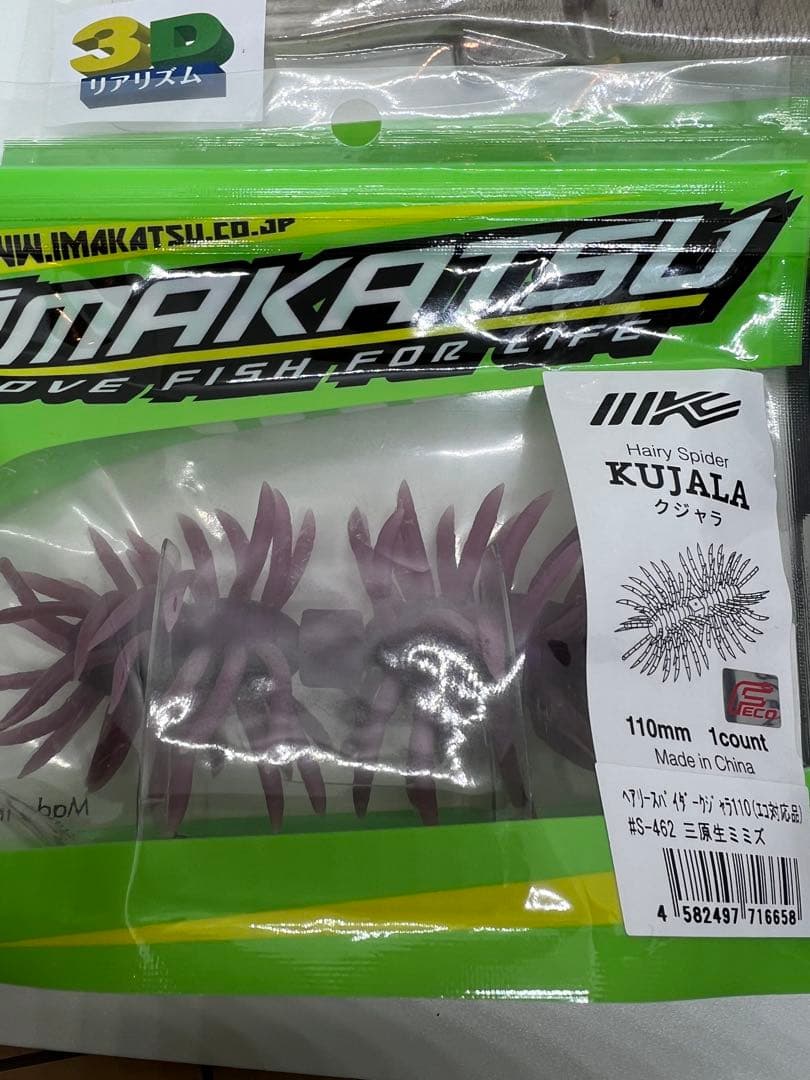 3D
リアリズム
WWW.IMAKATSU.CO.JP
IMAKATSU
LOVE FISH FOR LIFE
IKE
Hairy Spider
KUJALA
クジャラ
FECO
110mm 1count
Made in China
ヘアリースパイダークジャラ110(エコ対応品)
#S-462 三原生ミミズ
4 582497 716658